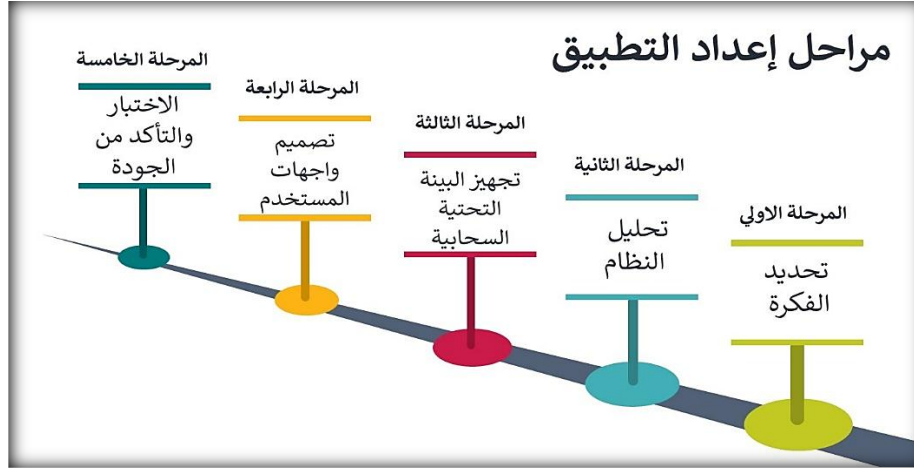 مراحل إعداد التطبيق
المرحلة الاولي
تحديد
الفكرة
المرحلة الثانية
تحليل
النظام
المرحلة الثالثة
تجهيز البينة
التحتية
السحابية
المرحلة الرابعة
تصميم
واجهات
المستخدم
المرحلة الخامسة
الاختبار
والتأكد من
الجودة